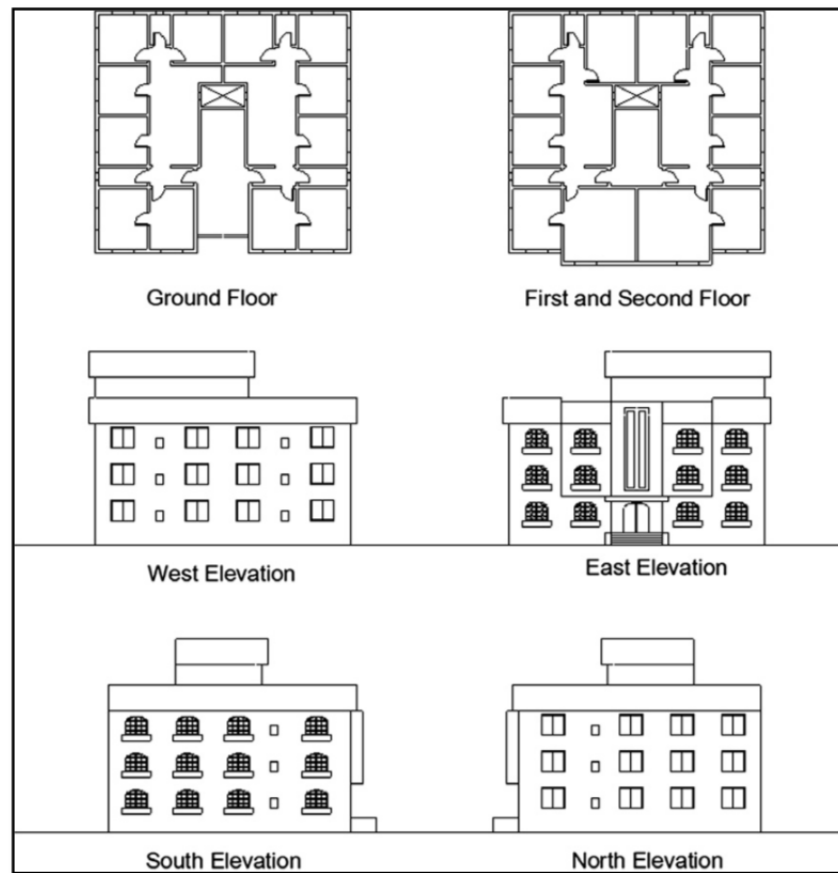 Ground Floor
First and Second Floor
West Elevation
East Elevation
South Elevation
North Elevation